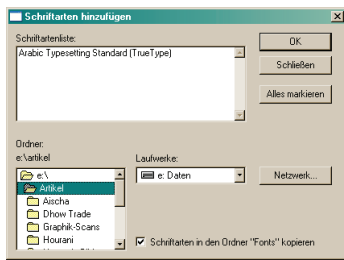 Schriftarten hinzufügen
Schriftartenliste:
Arabic Typesetting Standard (TrueType)
OK
Schließen
Alles markieren
Ordner:
e:\artikel
Laufwerke:
e:\
e: Daten
Netzwerk...
Artikel
Aischa
Dhow Trade
Graphik-Scans
Hourani
Schriftarten in den Ordner "Fonts" kopieren